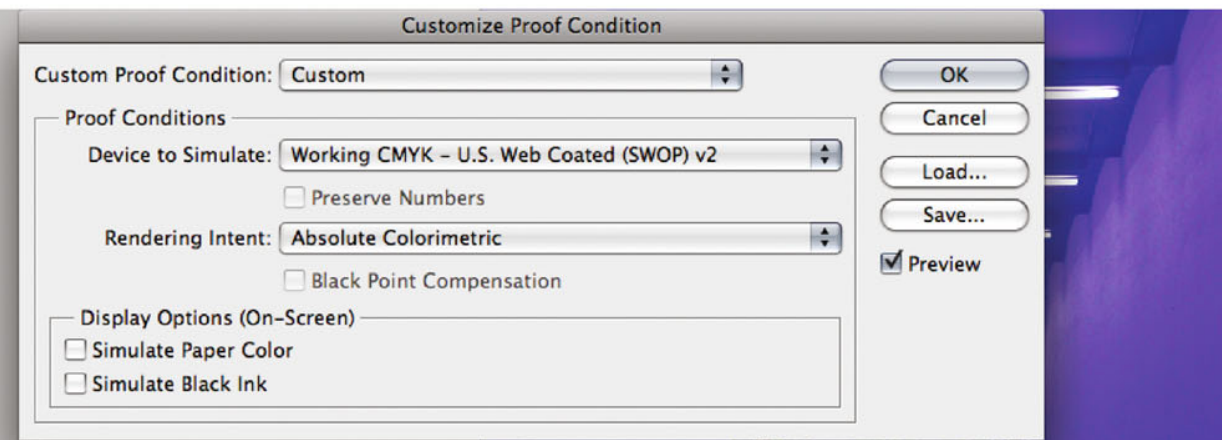 Customize Proof Condition
Custom Proof Condition: Custom
OK
Proof Conditions
Cancel
Device to Simulate: Working CMYK – U.S. Web Coated (SWOP) v2
Load...
Preserve Numbers
Save...
Rendering Intent: Absolute Colorimetric
Preview
Black Point Compensation
Display Options (On–Screen)
Simulate Paper Color
Simulate Black Ink